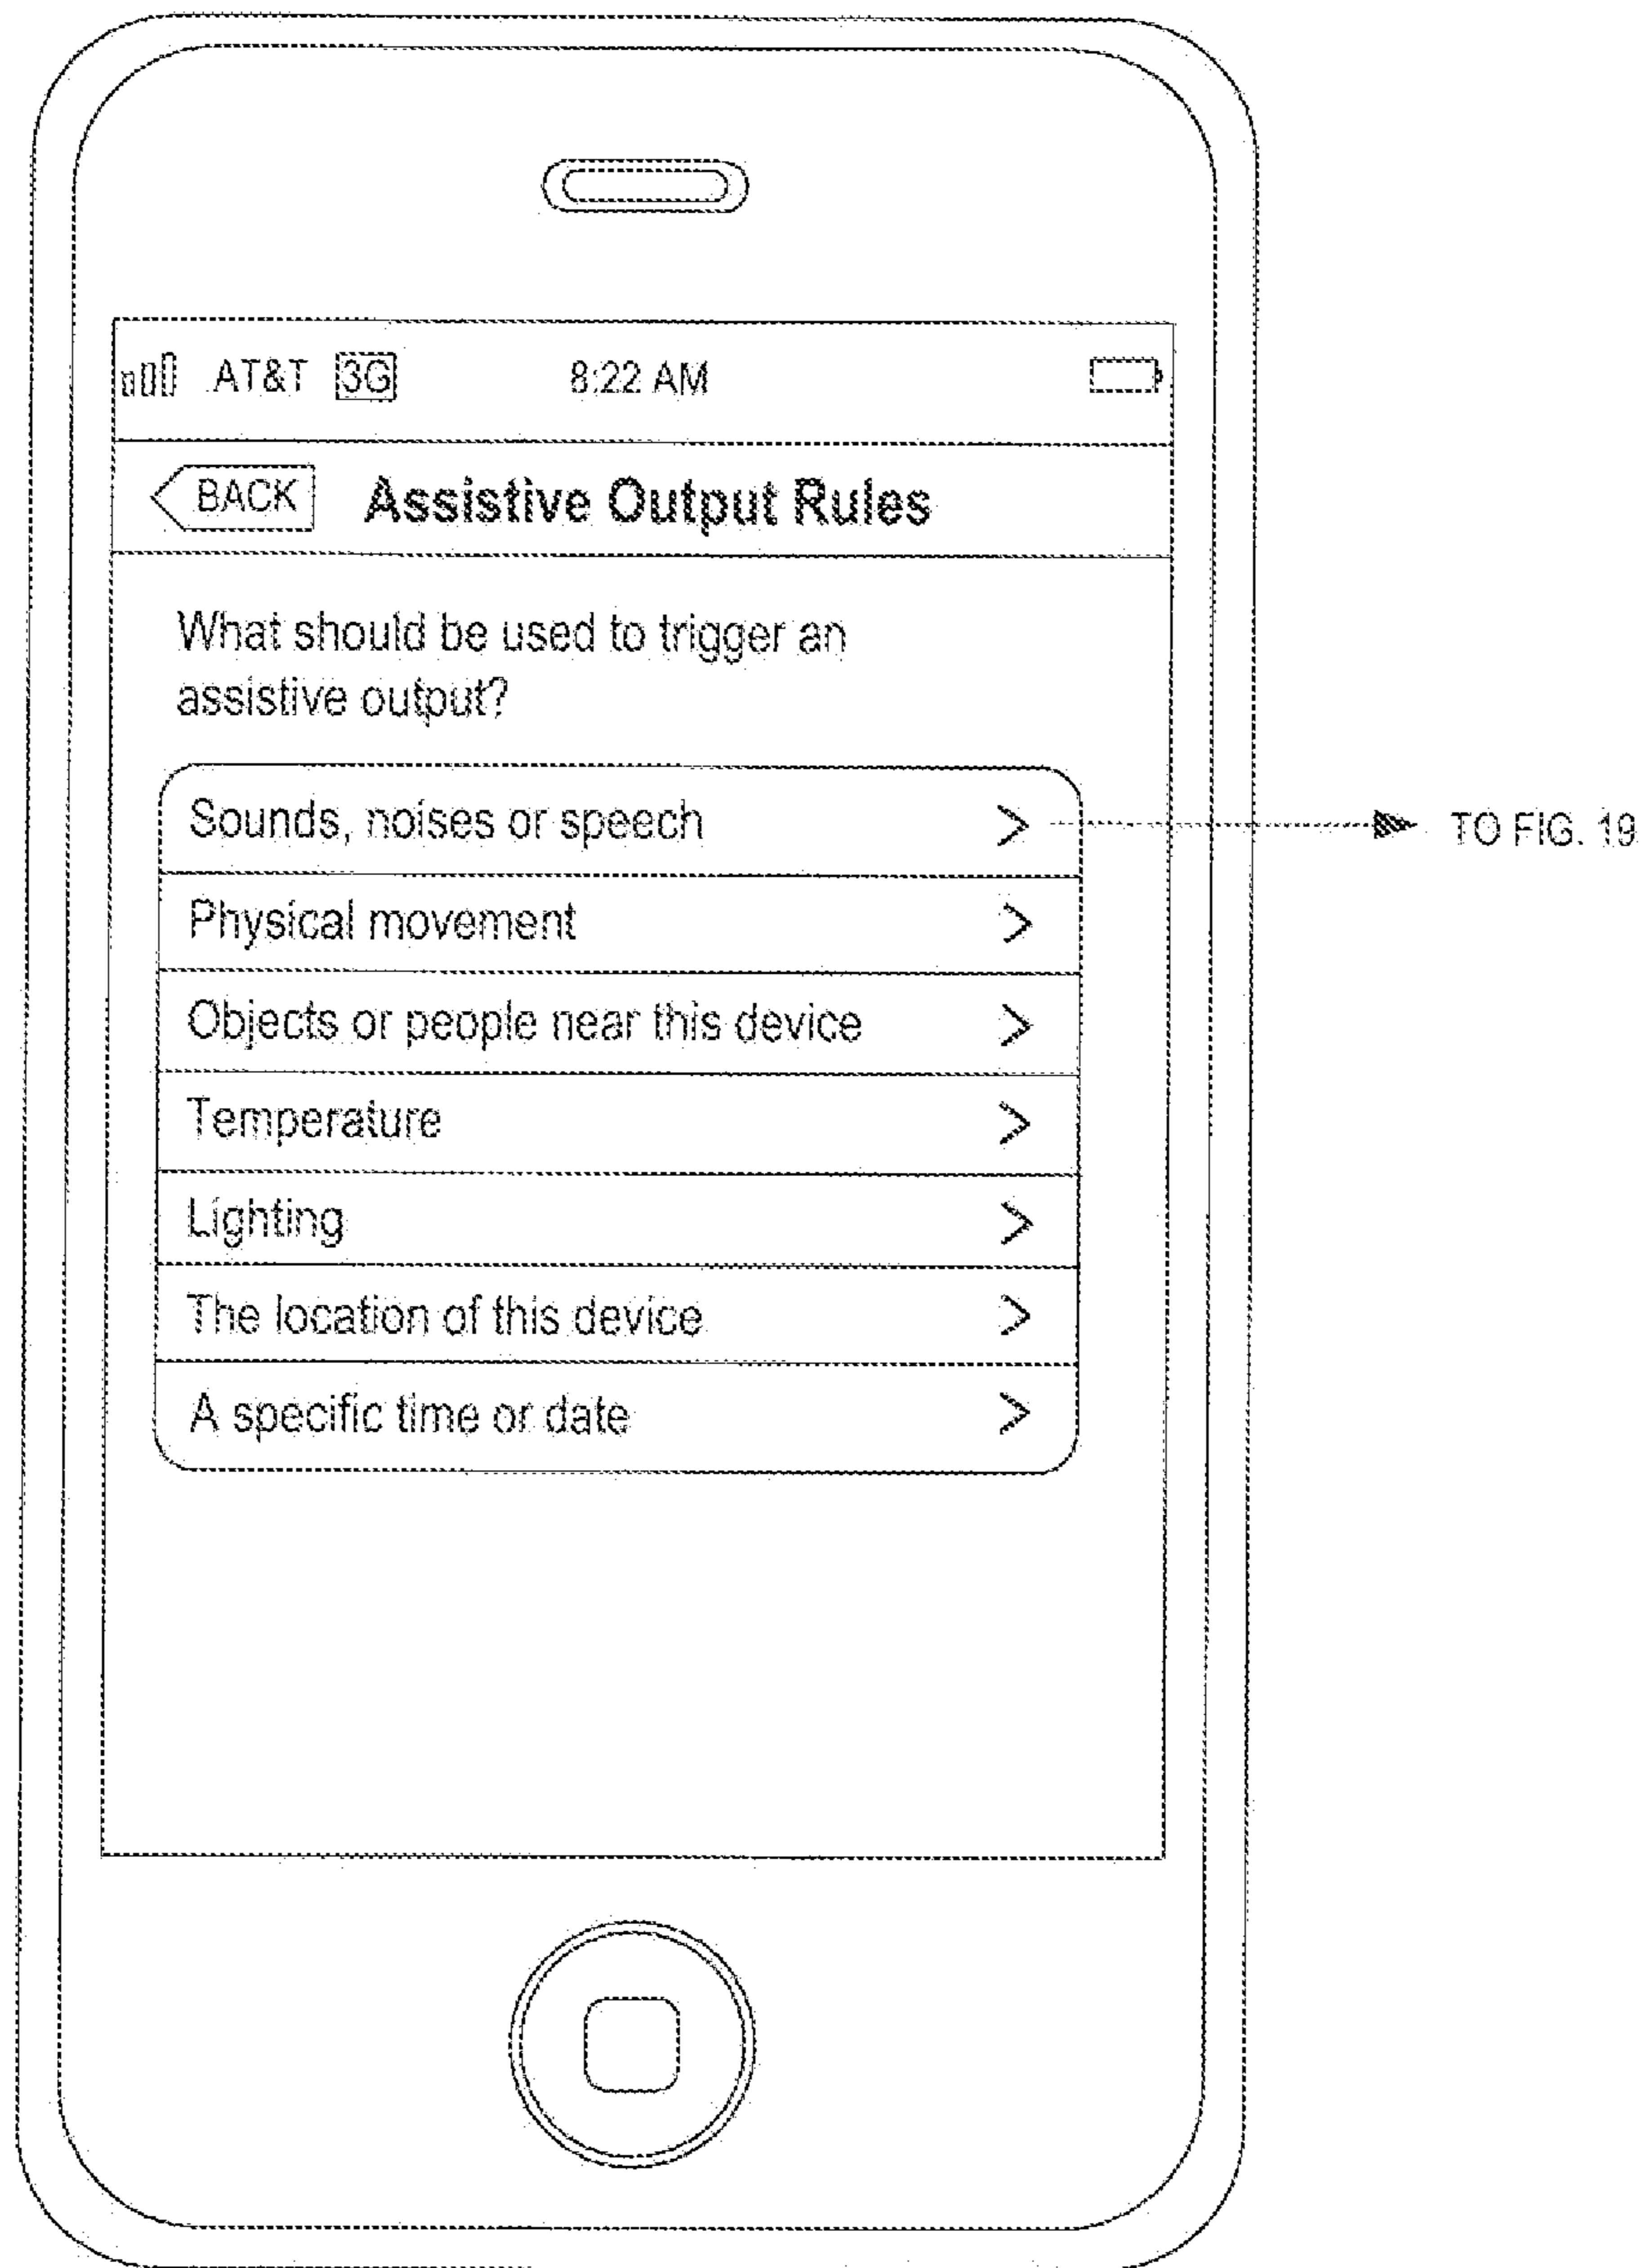 AT&T 3G 8:22 AM
BACK Assistive Output Rules
What should be used to trigger an
assistive output?
Sounds, noises or speech > TO FIG. 19
Physical movement >
Objects or people near this device >
Temperature >
Lighting >
The location of this device >
A specific time or date >